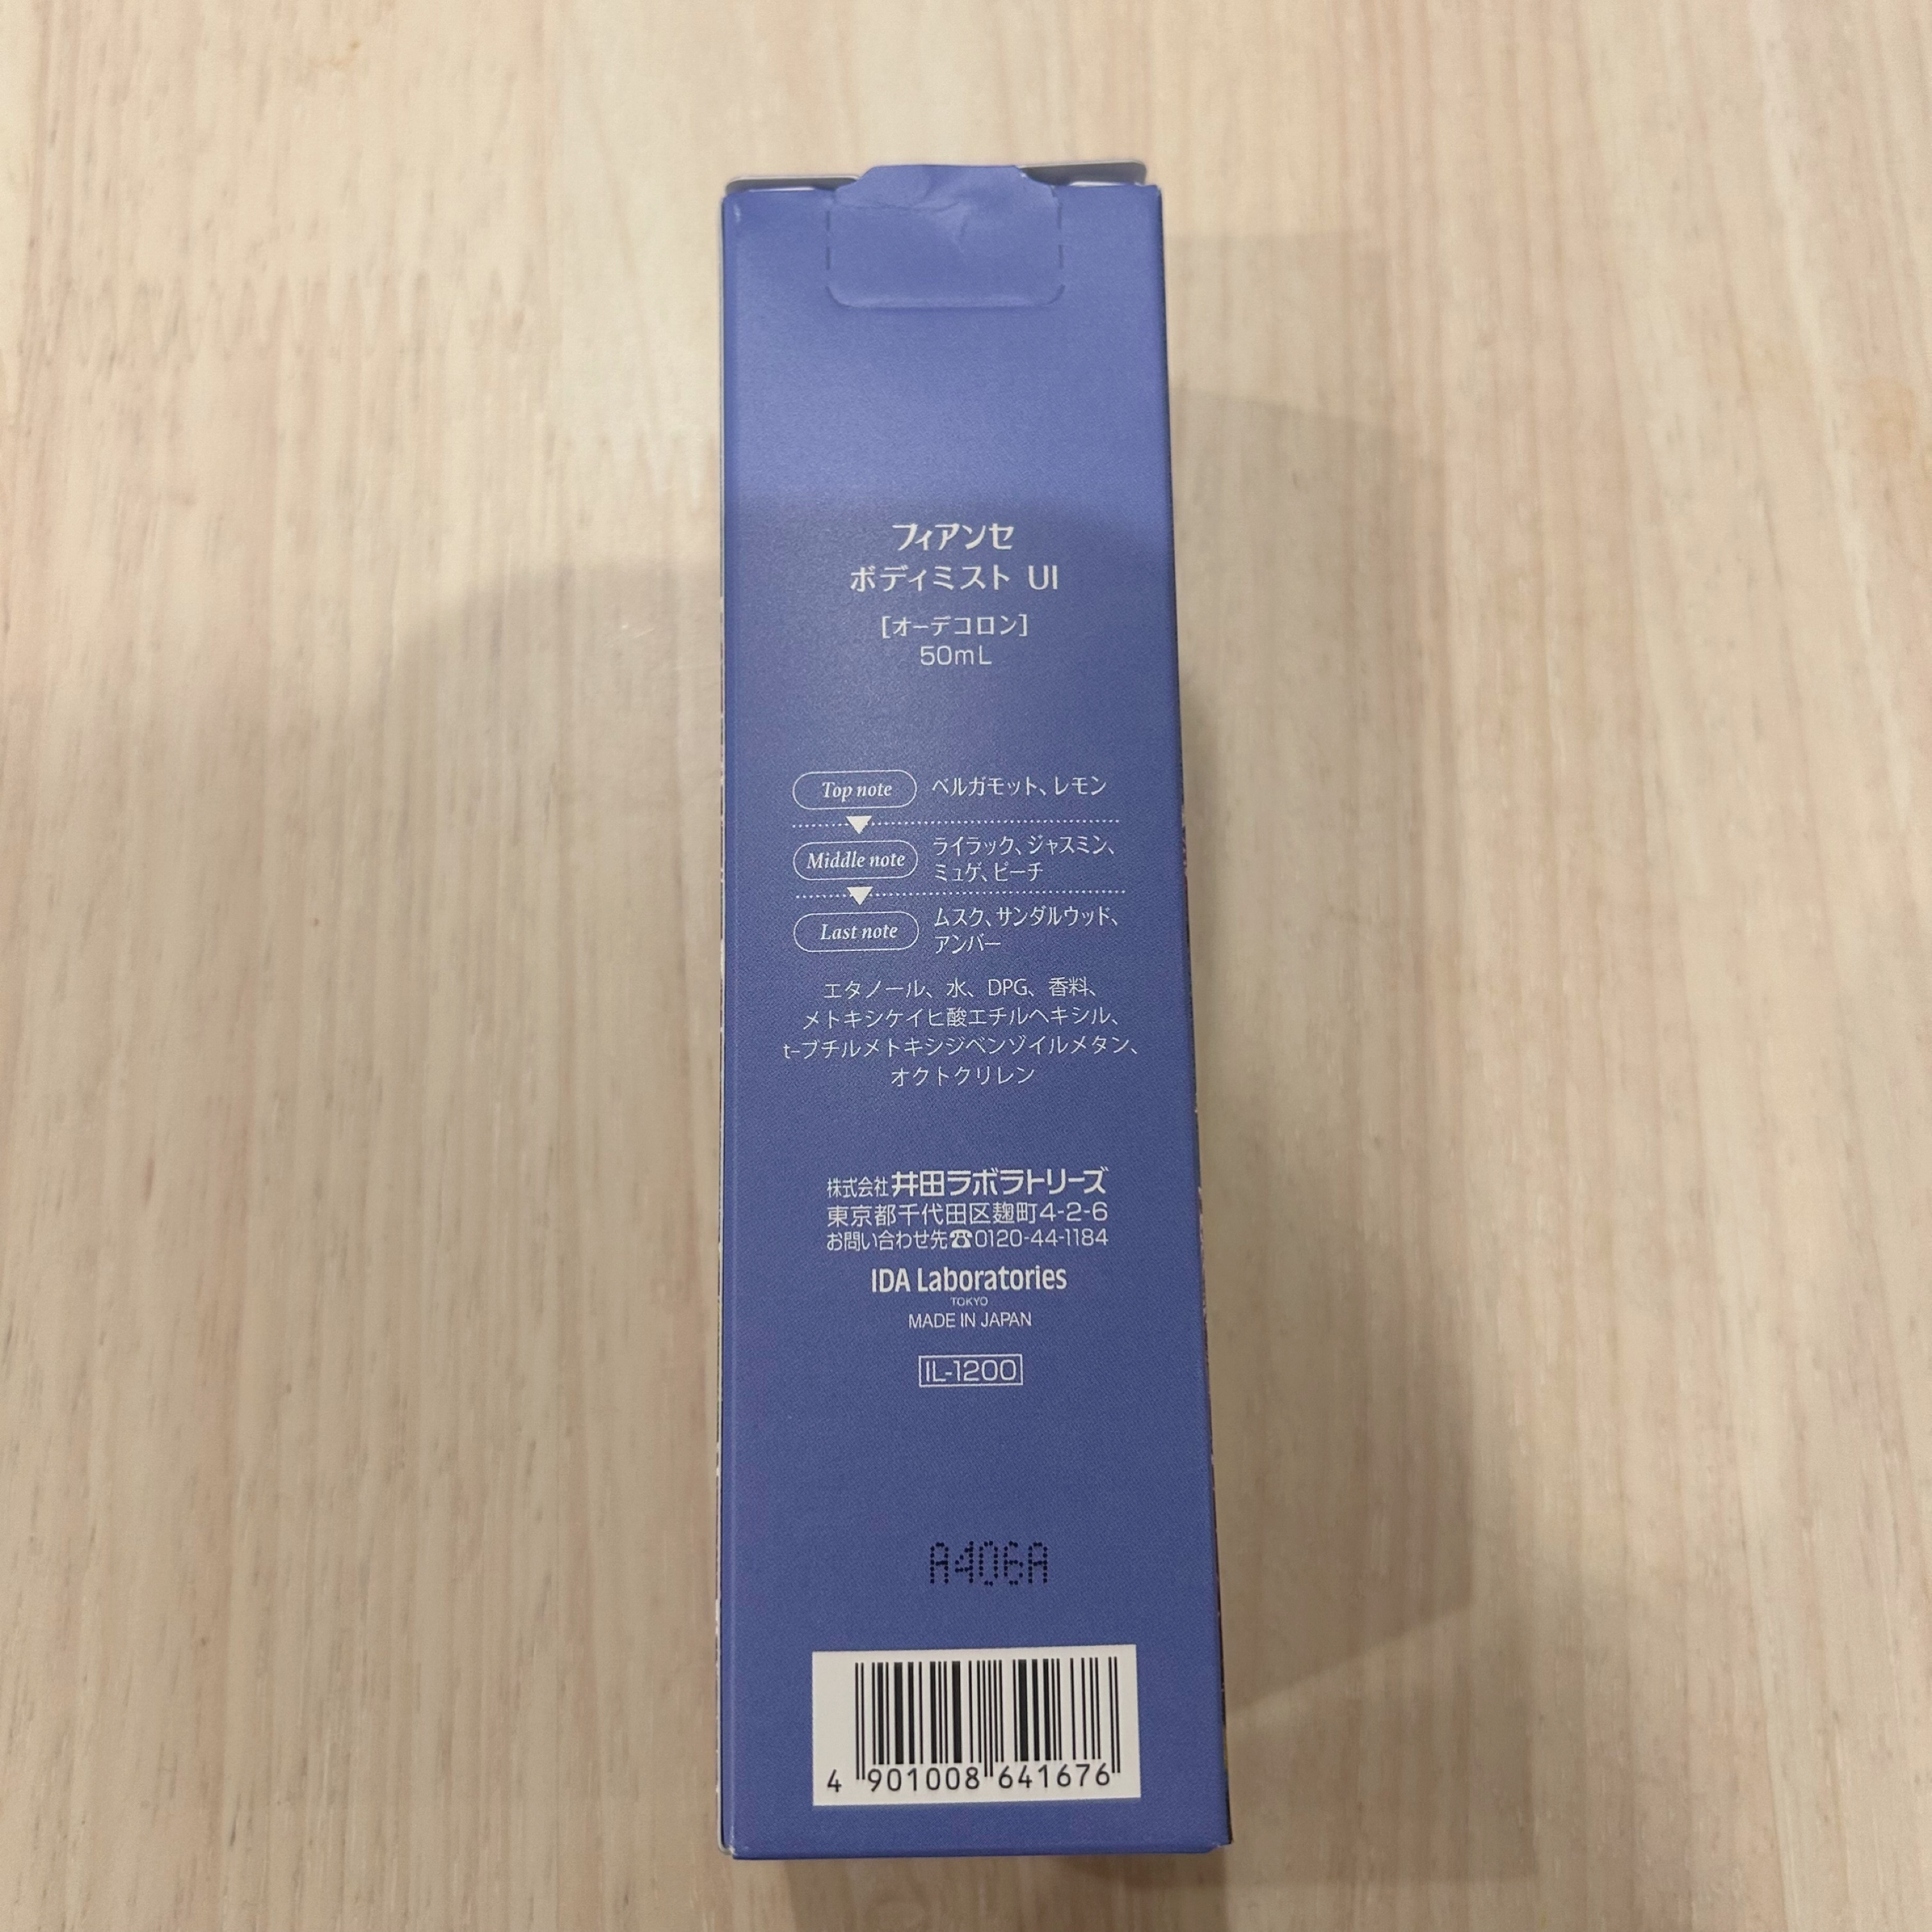 フィアンセ
ボディミスト UI
[オーデコロン]
50mL
Top note ベルガモット、レモン
Middle note ライラック、ジャスミン、
ミュゲ、ピーチ
Last note ムスク、サンダルウッド、
アンバー
エタノール、水、DPG、香料、
メトキシケイヒ酸エチルヘキシル、
t-ブチルメトキシジベンゾイルメタン、
オクトクリレン
株式会社 井田ラボラトリーズ
東京都千代田区麹町4-2-6
お問い合わせ先☎0120-44-1184
IDA Laboratories
TOKYO
MADE IN JAPAN
IL-1200
A406A
4 901008 641676